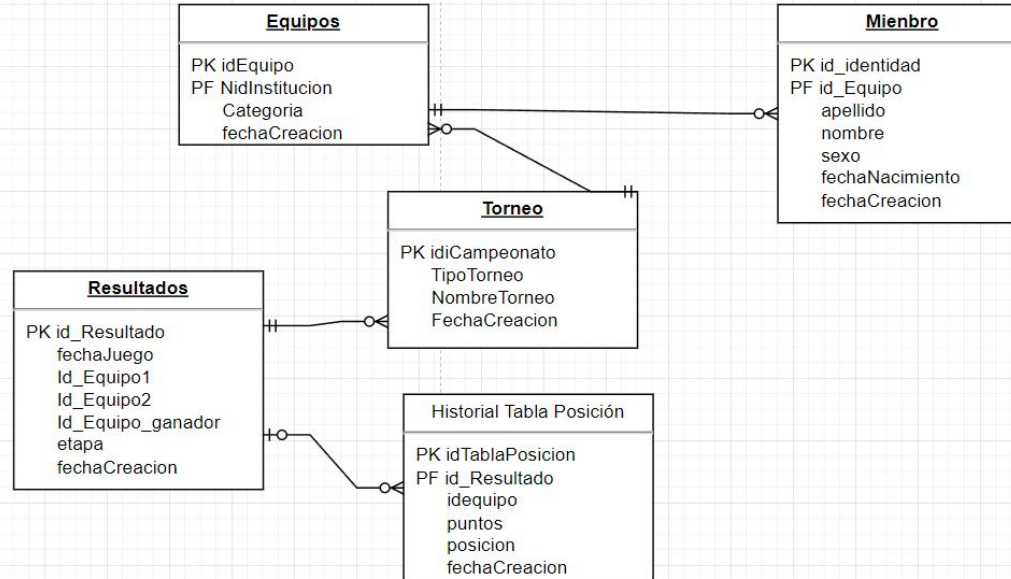 Equipos
PK idEquipo
PF NidInstitucion
Categoria
fechaCreacion
Mienbro
PK id_identidad
PF id_Equipo
apellido
nombre
sexo
fechaNacimiento
fechaCreacion
Torneo
PK idiCampeonato
TipoTorneo
NombreTorneo
FechaCreacion
Resultados
PK id_Resultado
fechaJuego
Id_Equipo1
Id_Equipo2
Id_Equipo_ganador
etapa
fechaCreacion
Historial Tabla Posición
PK idTablaPosicion
PF id_Resultado
idequipo
puntos
posicion
fechaCreacion